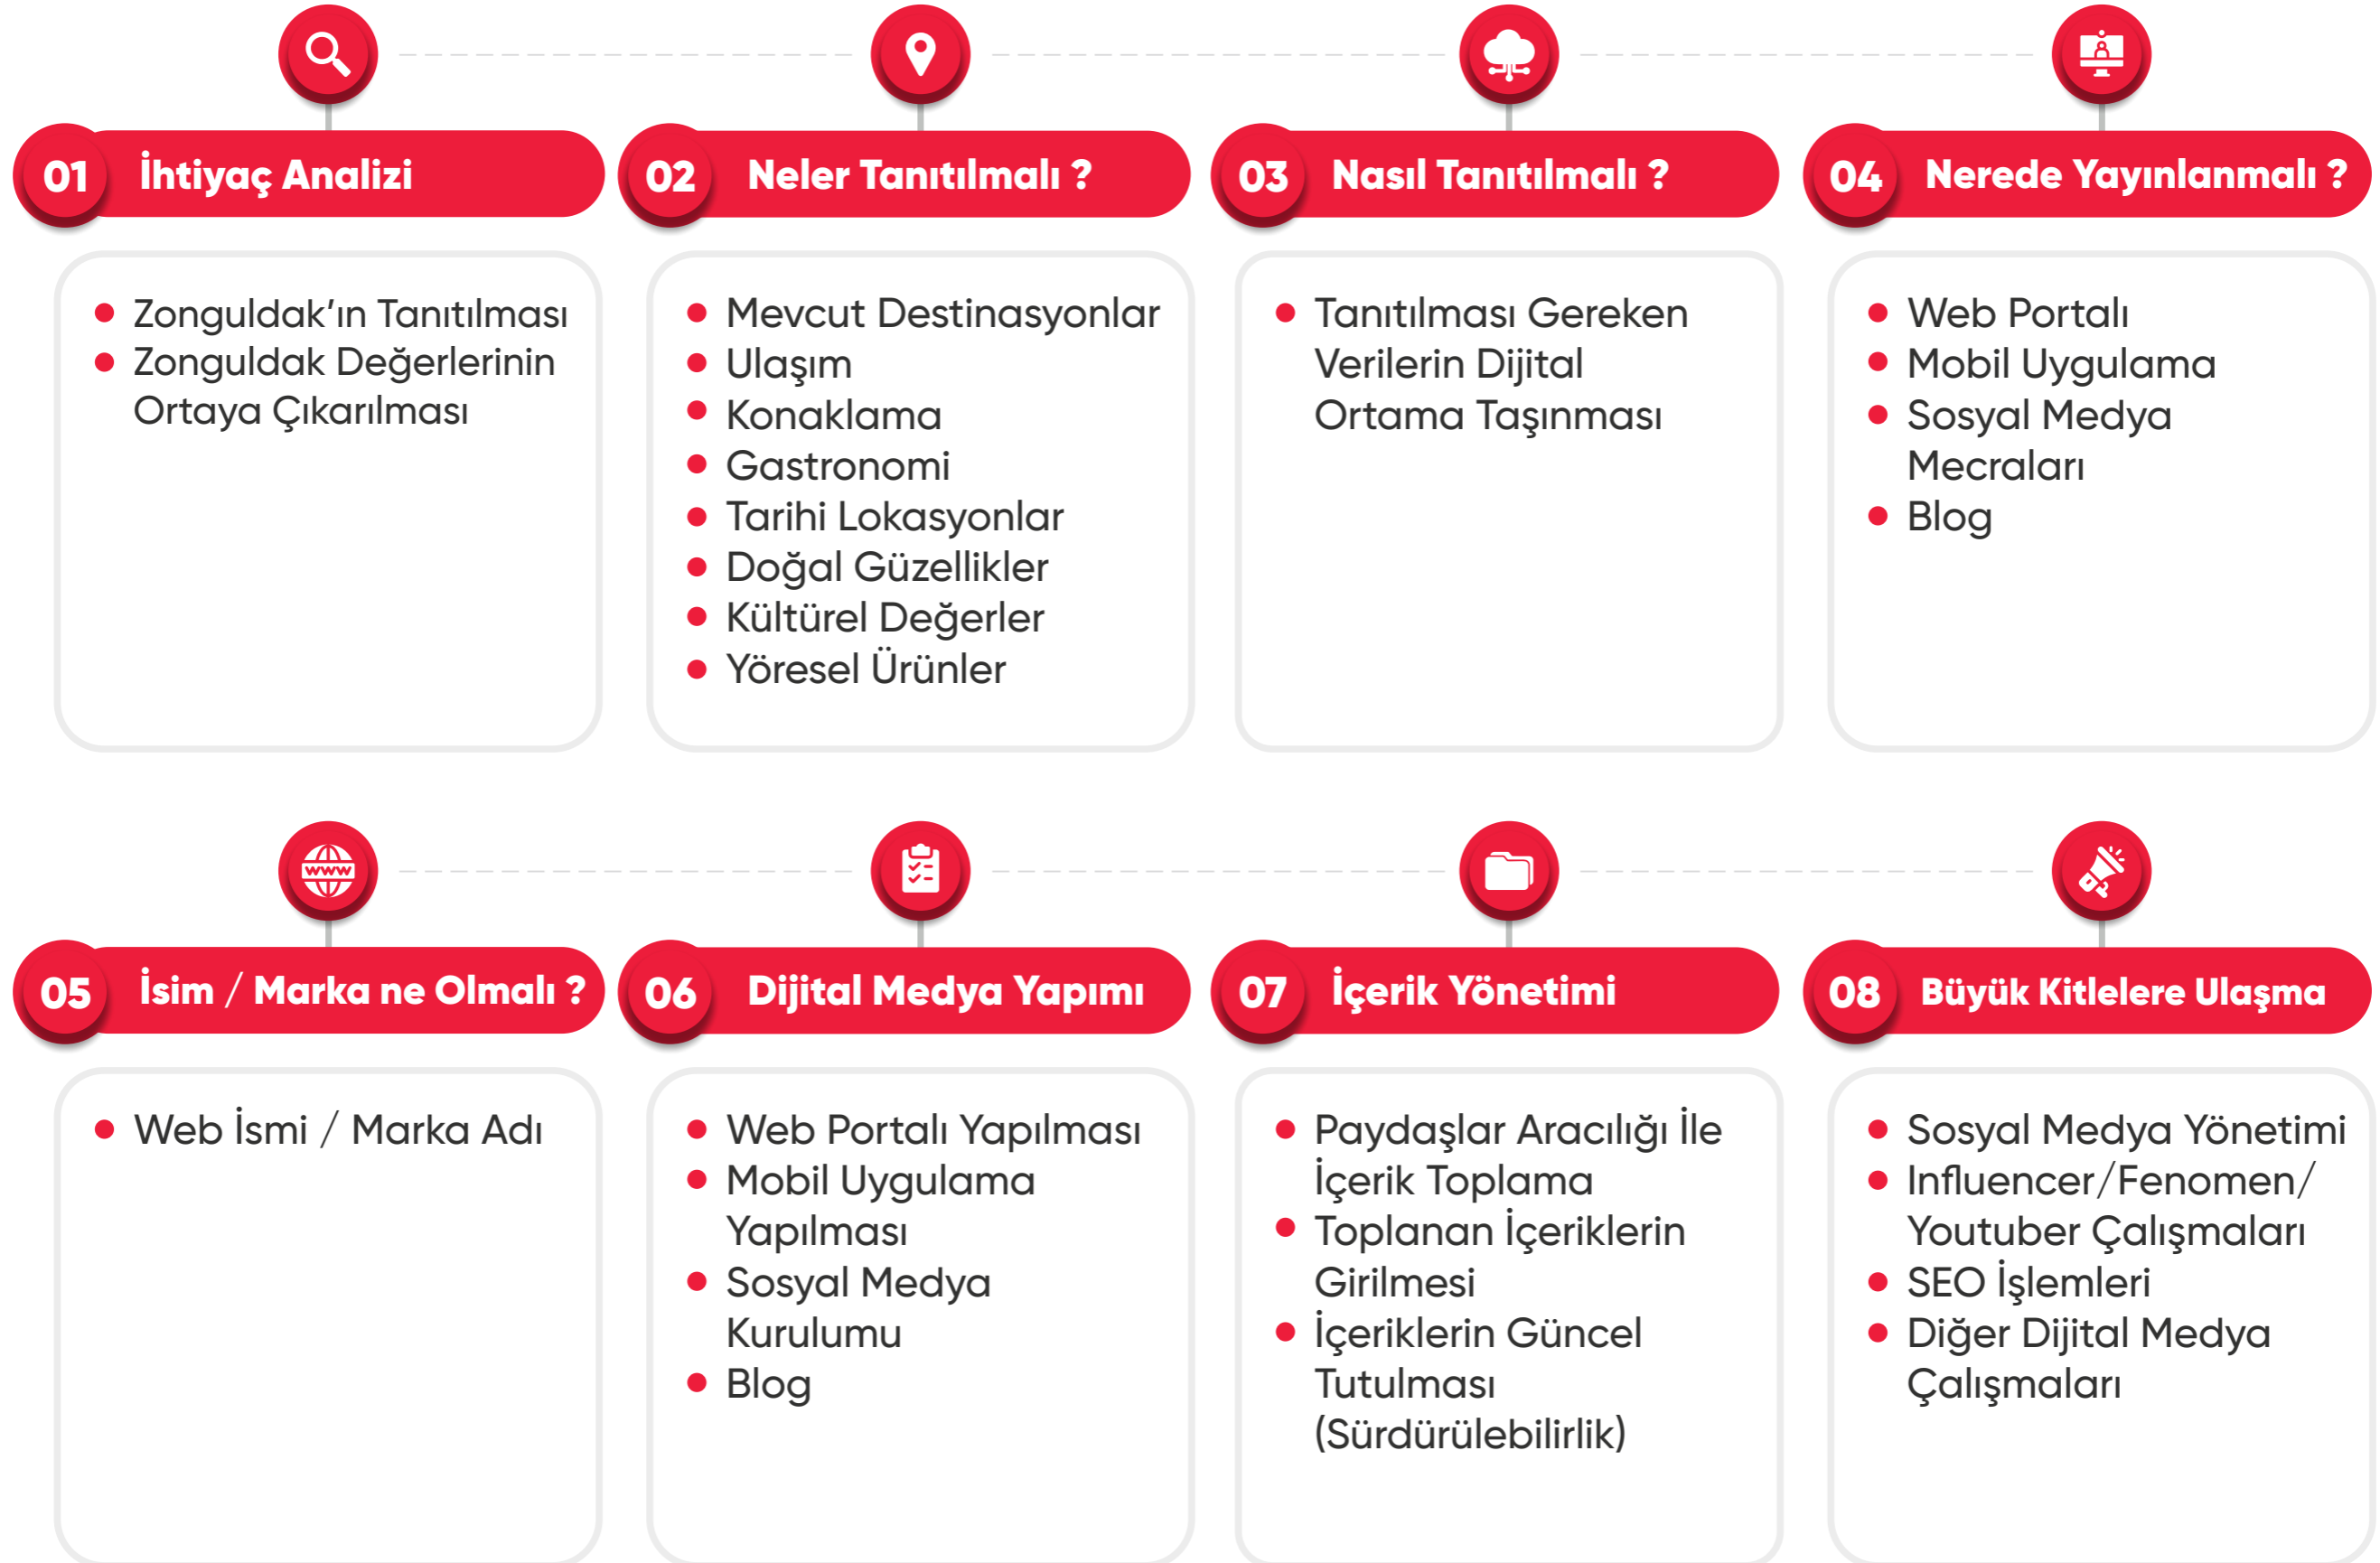 01
İhtiyaç Analizi
Zonguldak’ın Tanıtılması
Zonguldak Değerlerinin
Ortaya Çıkarılması
02
Neler Tanıtılmalı ?
Mevcut Destinasyonlar
Ulaşım
Konaklama
Gastronomi
Tarihi Lokasyonlar
Doğal Güzellikler
Kültürel Değerler
Yöresel Ürünler
03
Nasıl Tanıtılmalı ?
Tanıtılması Gereken
Verilerin Dijital
Ortama Taşınması
04
Nerede Yayınlanmalı ?
Web Portalı
Mobil Uygulama
Sosyal Medya
Mecraları
Blog
www
05
İsim / Marka ne Olmalı ?
Web İsmi / Marka Adı
06
Dijital Medya Yapımı
Web Portalı Yapılması
Mobil Uygulama
Yapılması
Sosyal Medya
Kurulumu
Blog
07
İçerik Yönetimi
Paydaşlar Aracılığı İle
İçerik Toplama
Toplanan İçeriklerin
Girilmesi
İçeriklerin Güncel
Tutulması
(Sürdürülebilirlik)
08
Büyük Kitlelere Ulaşma
Sosyal Medya Yönetimi
Influencer/Fenomen/
Youtuber Çalışmaları
SEO İşlemleri
Diğer Dijital Medya
Çalışmaları